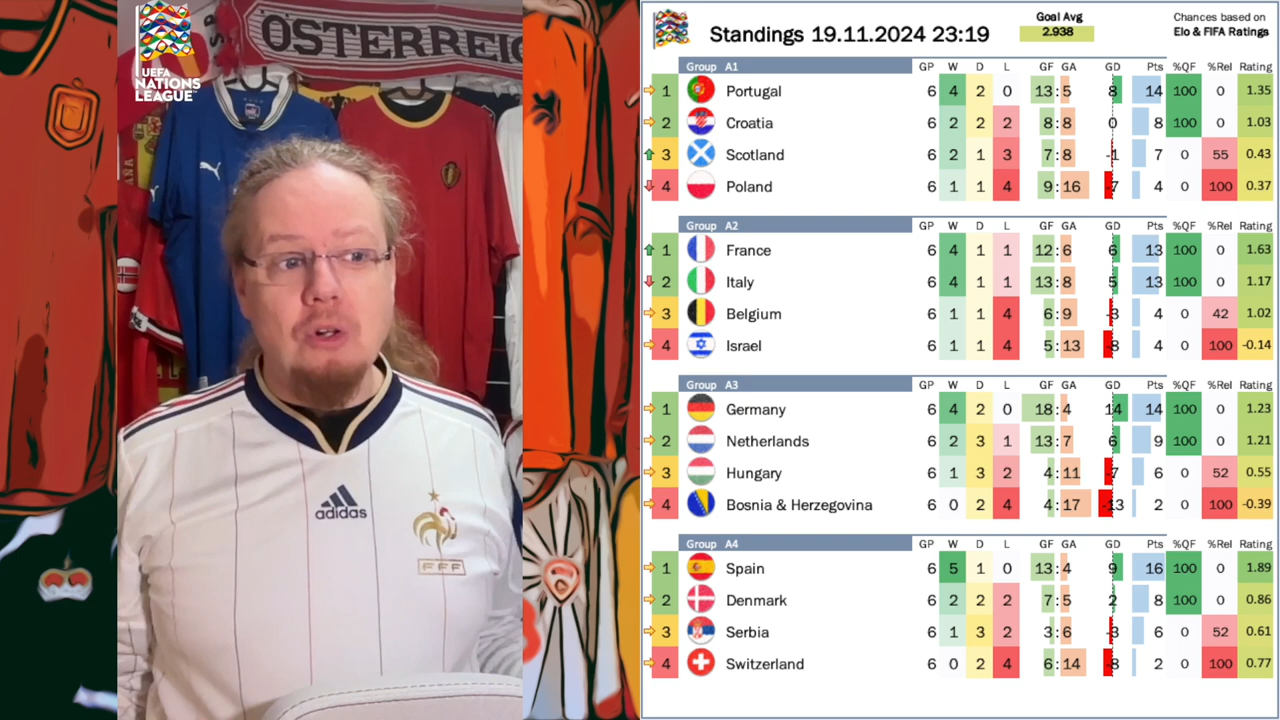 UEFA
NATIONS
LEAGUE™
ÖSTERREIC
adidas
FFF
Standings 19.11.2024 23:19
Goal Avg
2.938
Chances based on
Elo & FIFA Ratings
Group A1 GP W D L GF GA GD Pts %QF %Rel Rating
1 Portugal 6 4 2 0 13:5 8 14 100 0 1.35
2 Croatia 6 2 2 2 8:8 0 8 100 0 1.03
3 Scotland 6 2 1 3 7:8 -1 7 0 55 0.43
4 Poland 6 1 1 4 9:16 -7 4 0 100 0.37
Group A2 GP W D L GF GA GD Pts %QF %Rel Rating
1 France 6 4 1 1 12:6 6 13 100 0 1.63
2 Italy 6 4 1 1 13:8 5 13 100 0 1.17
3 Belgium 6 1 1 4 6:9 -3 4 0 42 1.02
4 Israel 6 1 1 4 5:13 -8 4 0 100 -0.14
Group A3 GP W D L GF GA GD Pts %QF %Rel Rating
1 Germany 6 4 2 0 18:4 14 14 100 0 1.23
2 Netherlands 6 2 3 1 13:7 6 9 100 0 1.21
3 Hungary 6 1 3 2 4:11 -7 6 0 52 0.55
4 Bosnia & Herzegovina 6 0 2 4 4:17 -13 2 0 100 -0.39
Group A4 GP W D L GF GA GD Pts %QF %Rel Rating
1 Spain 6 5 1 0 13:4 9 16 100 0 1.89
2 Denmark 6 2 2 2 7:5 2 8 100 0 0.86
3 Serbia 6 1 3 2 3:6 -3 6 0 52 0.61
4 Switzerland 6 0 2 4 6:14 -8 2 0 100 0.77